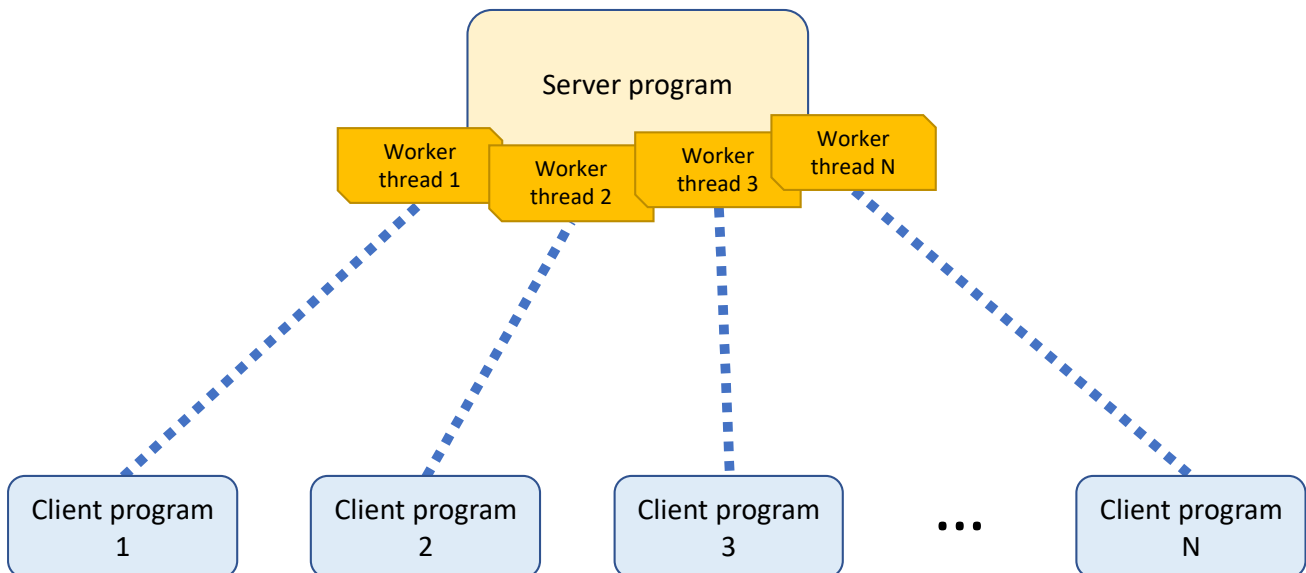 Server program
Worker
thread 1
Worker
thread 2
Worker
thread 3
Worker
thread N
Client program
1
Client program
2
Client program
3
...
Client program
N